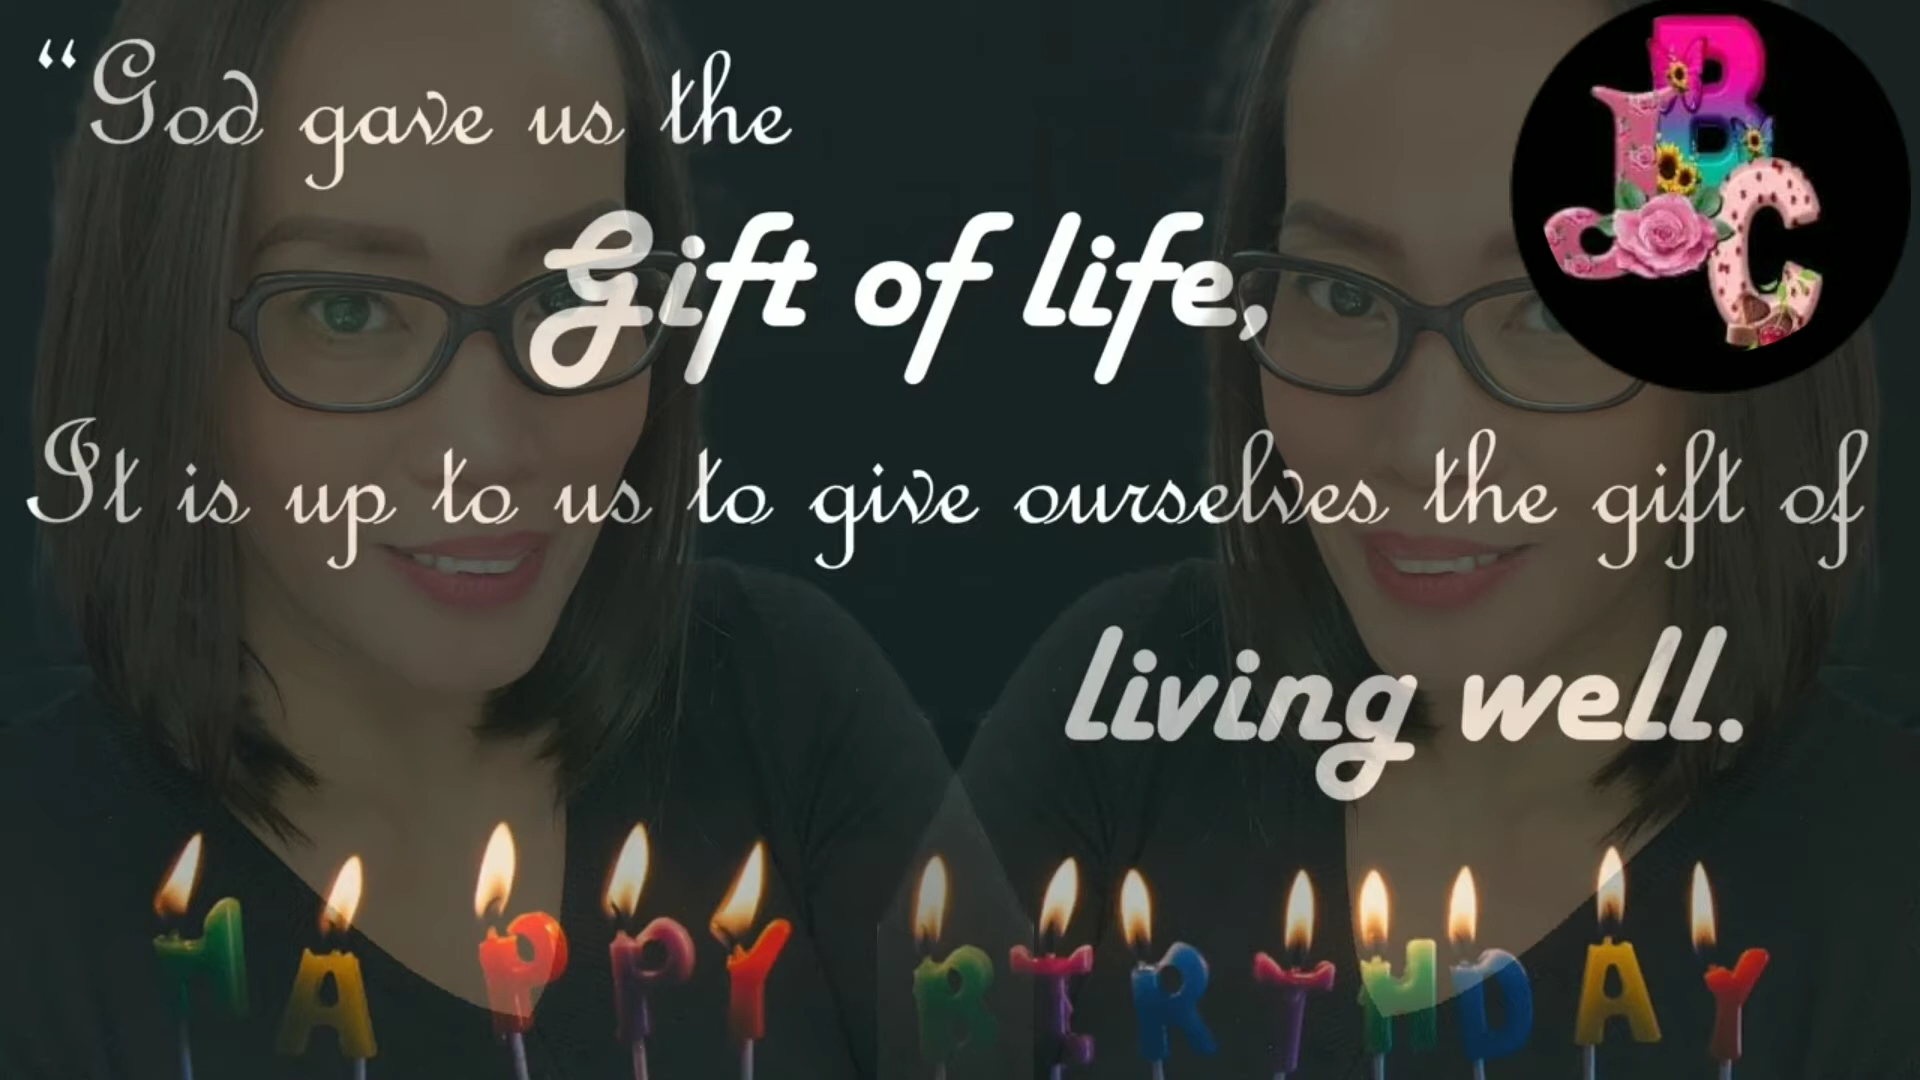 “God gave us the
Gift of life,
It is up to us to give ourselves the gift of
living well.
JBC
HAPPY BIRTHDAY